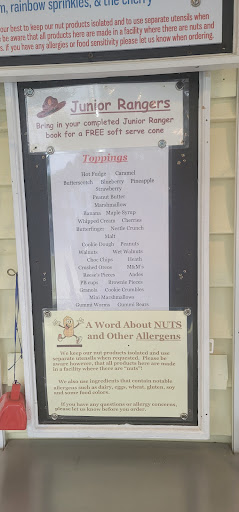 n, rainbow sprinkles, & the cherry
our best to keep our nut products isolated and to use separate utensils when
be aware that all products here are made in a facility where there are nuts
s. if you have any allergies or food sensitivity please let us know when ordering.
Junior Rangers
Bring in your completed Junior Ranger
book for a FREE soft serve cone
Toppings
Hot Fudge Caramel
Butterscotch Blueberry Pineapple
Strawberry
Peanut Butter
Marshmallow
Banana Maple Syrup
Whipped Cream Cherries
Butterfinger Nestle Crunch
Malt
Cookie Dough Peanuts
Walnuts Wet Walnuts
Choc Chips Heath
Crushed Oreos M&M's
Reese's Pieces Andes
PB cups Brownie Pieces
Granola Cookie Crumbles
Mini Marshmallows
Gummi Worms Gummi Bears
A Word About NUTS
and Other Allergens
We keep our nut products isolated and use
separate utensils when requested. Please be
aware however, that all products here are made
in a facility where there are "nuts"!
We also use ingredients that contain notable
allergens such as dairy, eggs, wheat, gluten, soy
and some food colors.
If you have any questions or allergy concerns,
please let us know before you order.